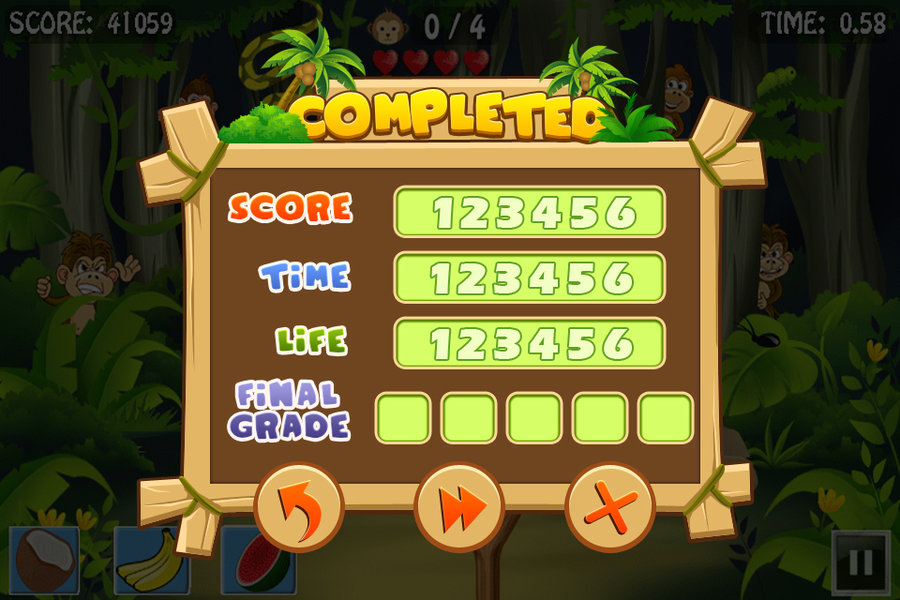 SCORE: 41059
0 / 4
TIME: 0.58
COMPLETED
SCORE 123456
TIME 123456
LIFE 123456
FINAL
GRADE